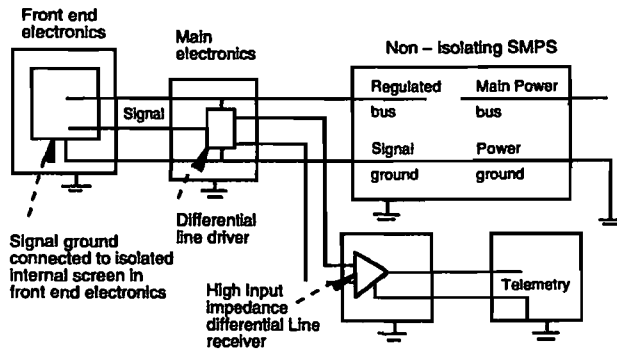 Front end
electronics
Main
electronics
Non – isolating SMPS
Regulated
bus
Main Power
bus
Signal
Signal
ground
Power
ground
Signal ground
connected to isolated
internal screen in
front end electronics
Differential
line driver
High Input
impedance
differential Line
receiver
Telemetry